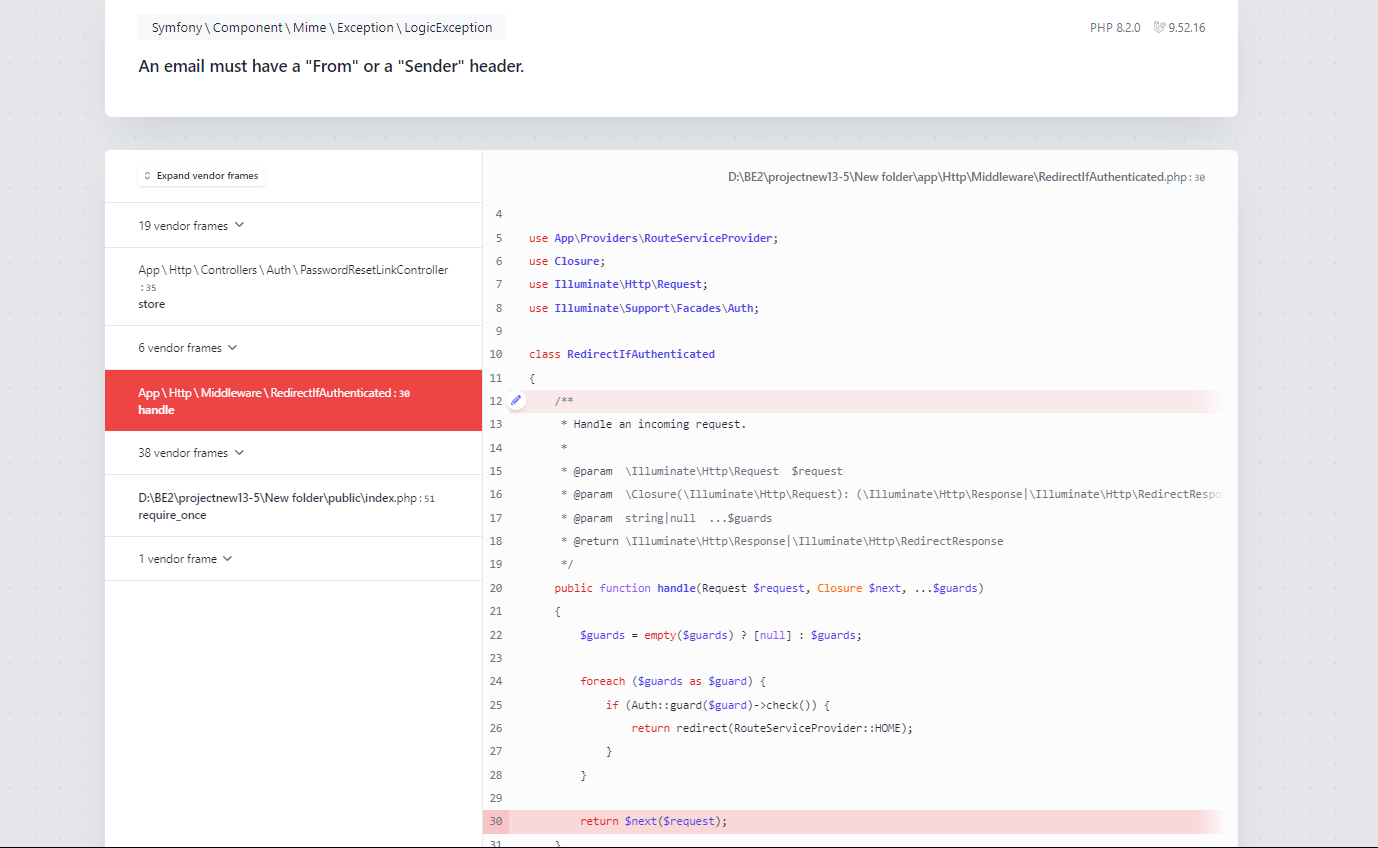 Symfony \ Component \ Mime \ Exception \ LogicException
PHP 8.2.0 9.52.16
An email must have a "From" or a "Sender" header.
Expand vendor frames
19 vendor frames
App \ Http \ Controllers \ Auth \ PasswordResetLinkController
: 35
store
6 vendor frames
App \ Http \ Middleware \ RedirectIfAuthenticated : 30
handle
38 vendor frames
D:\BE2\projectnew13-5\New folder\public\index.php : 51
require_once
1 vendor frame
D:\BE2\projectnew13-5\New folder\app\Http\Middleware\RedirectIfAuthenticated.php : 30
4
5 use App\Providers\RouteServiceProvider;
6 use Closure;
7 use Illuminate\Http\Request;
8 use Illuminate\Support\Facades\Auth;
9
10 class RedirectIfAuthenticated
11 {
12 /**
13 * Handle an incoming request.
14 *
15 * @param \Illuminate\Http\Request $request
16 * @param \Closure(\Illuminate\Http\Request): (\Illuminate\Http\Response|\Illuminate\Http\RedirectRespo
17 * @param string|null ...$guards
18 * @return \Illuminate\Http\Response|\Illuminate\Http\RedirectResponse
19 */
20 public function handle(Request $request, Closure $next, ...$guards)
21 {
22 $guards = empty($guards) ? [null] : $guards;
23
24 foreach ($guards as $guard) {
25 if (Auth::guard($guard)->check()) {
26 return redirect(RouteServiceProvider::HOME);
27 }
28 }
29
30 return $next($request);
31 }